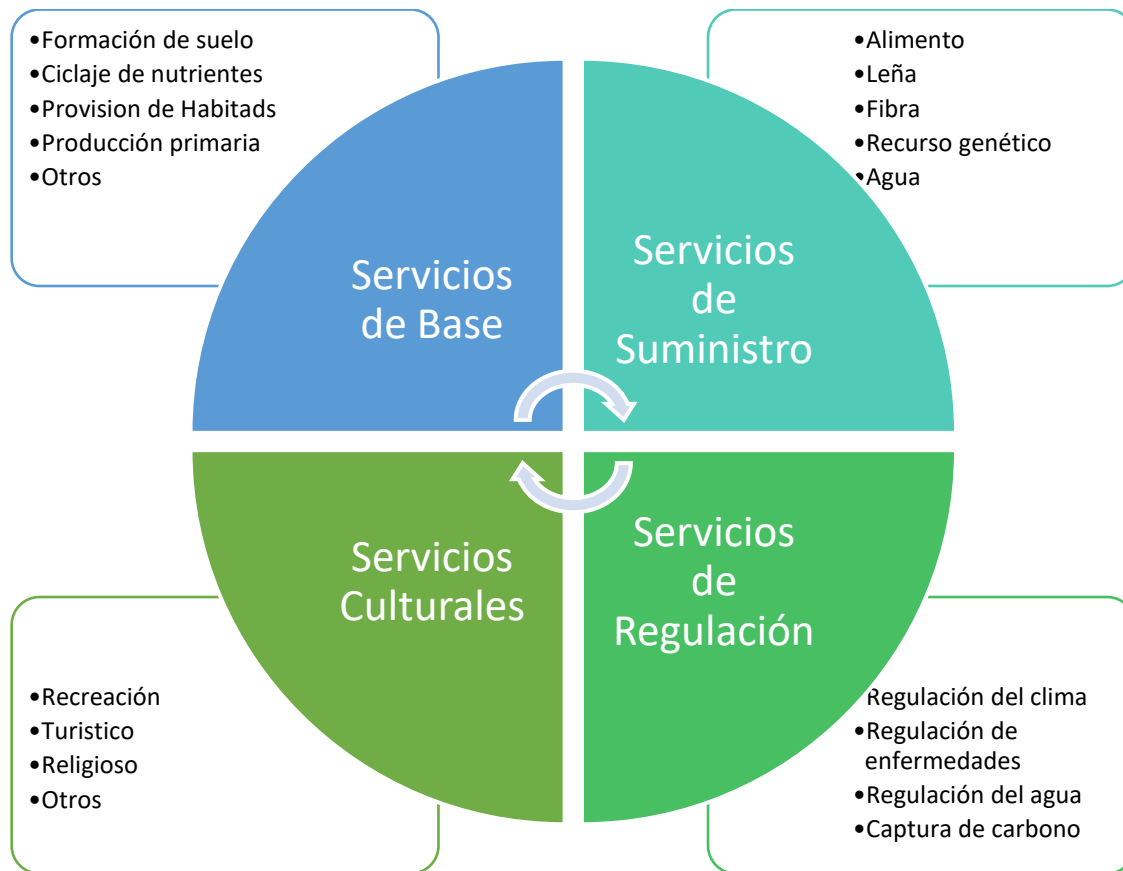 •Formación de suelo
•Ciclaje de nutrientes
•Provision de Habitads
•Producción primaria
•Otros
•Alimento
•Leña
•Fibra
•Recurso genético
•Agua
Servicios
de Base
Servicios
de
Suministro
Servicios
Culturales
Servicios
de
Regulación
•Recreación
•Turistico
•Religioso
•Otros
Regulación del clima
•Regulación de
enfermedades
•Regulación del agua
•Captura de carbono